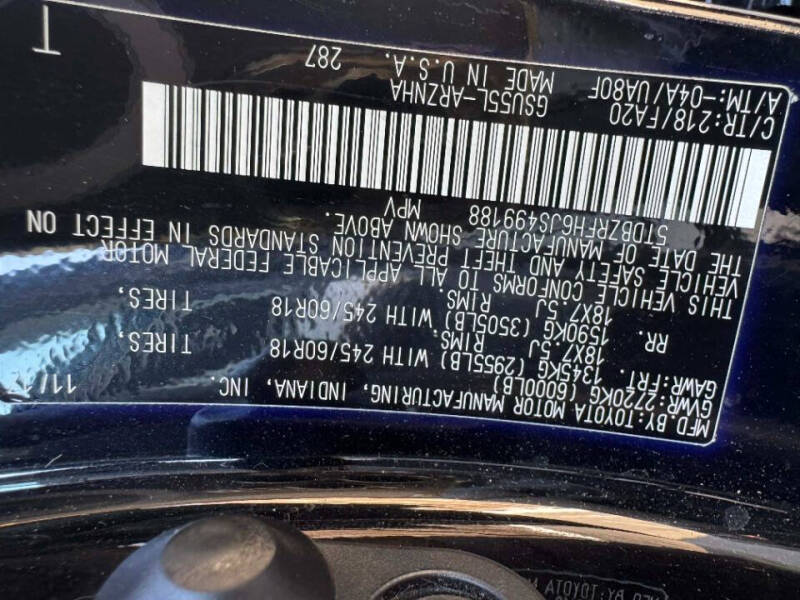 MFD BY: TOYOTA MOTOR MANUFACTURING, INDIANA, INC. 11/
GVWR: 2720KG (6000LB)
GAWR: FRT. 1345KG (2955LB) WITH 245/60R18 TIRES,
18X7.5J RIMS.
RR. 1590KG (3505LB) WITH 245/60R18 TIRES,
18X7.5J RIMS.
THIS VEHICLE CONFORMS TO ALL APPLICABLE FEDERAL MOTOR
VEHICLE SAFETY AND THEFT PREVENTION STANDARDS IN EFFECT ON
THE DATE OF MANUFACTURE SHOWN ABOVE.
5TDBZRFH6JS499188 MPV
C/TR:218/FA20 GSU55L-ARZNHA
A/TM:-04A/UA80F MADE IN U.S.A. 287
T